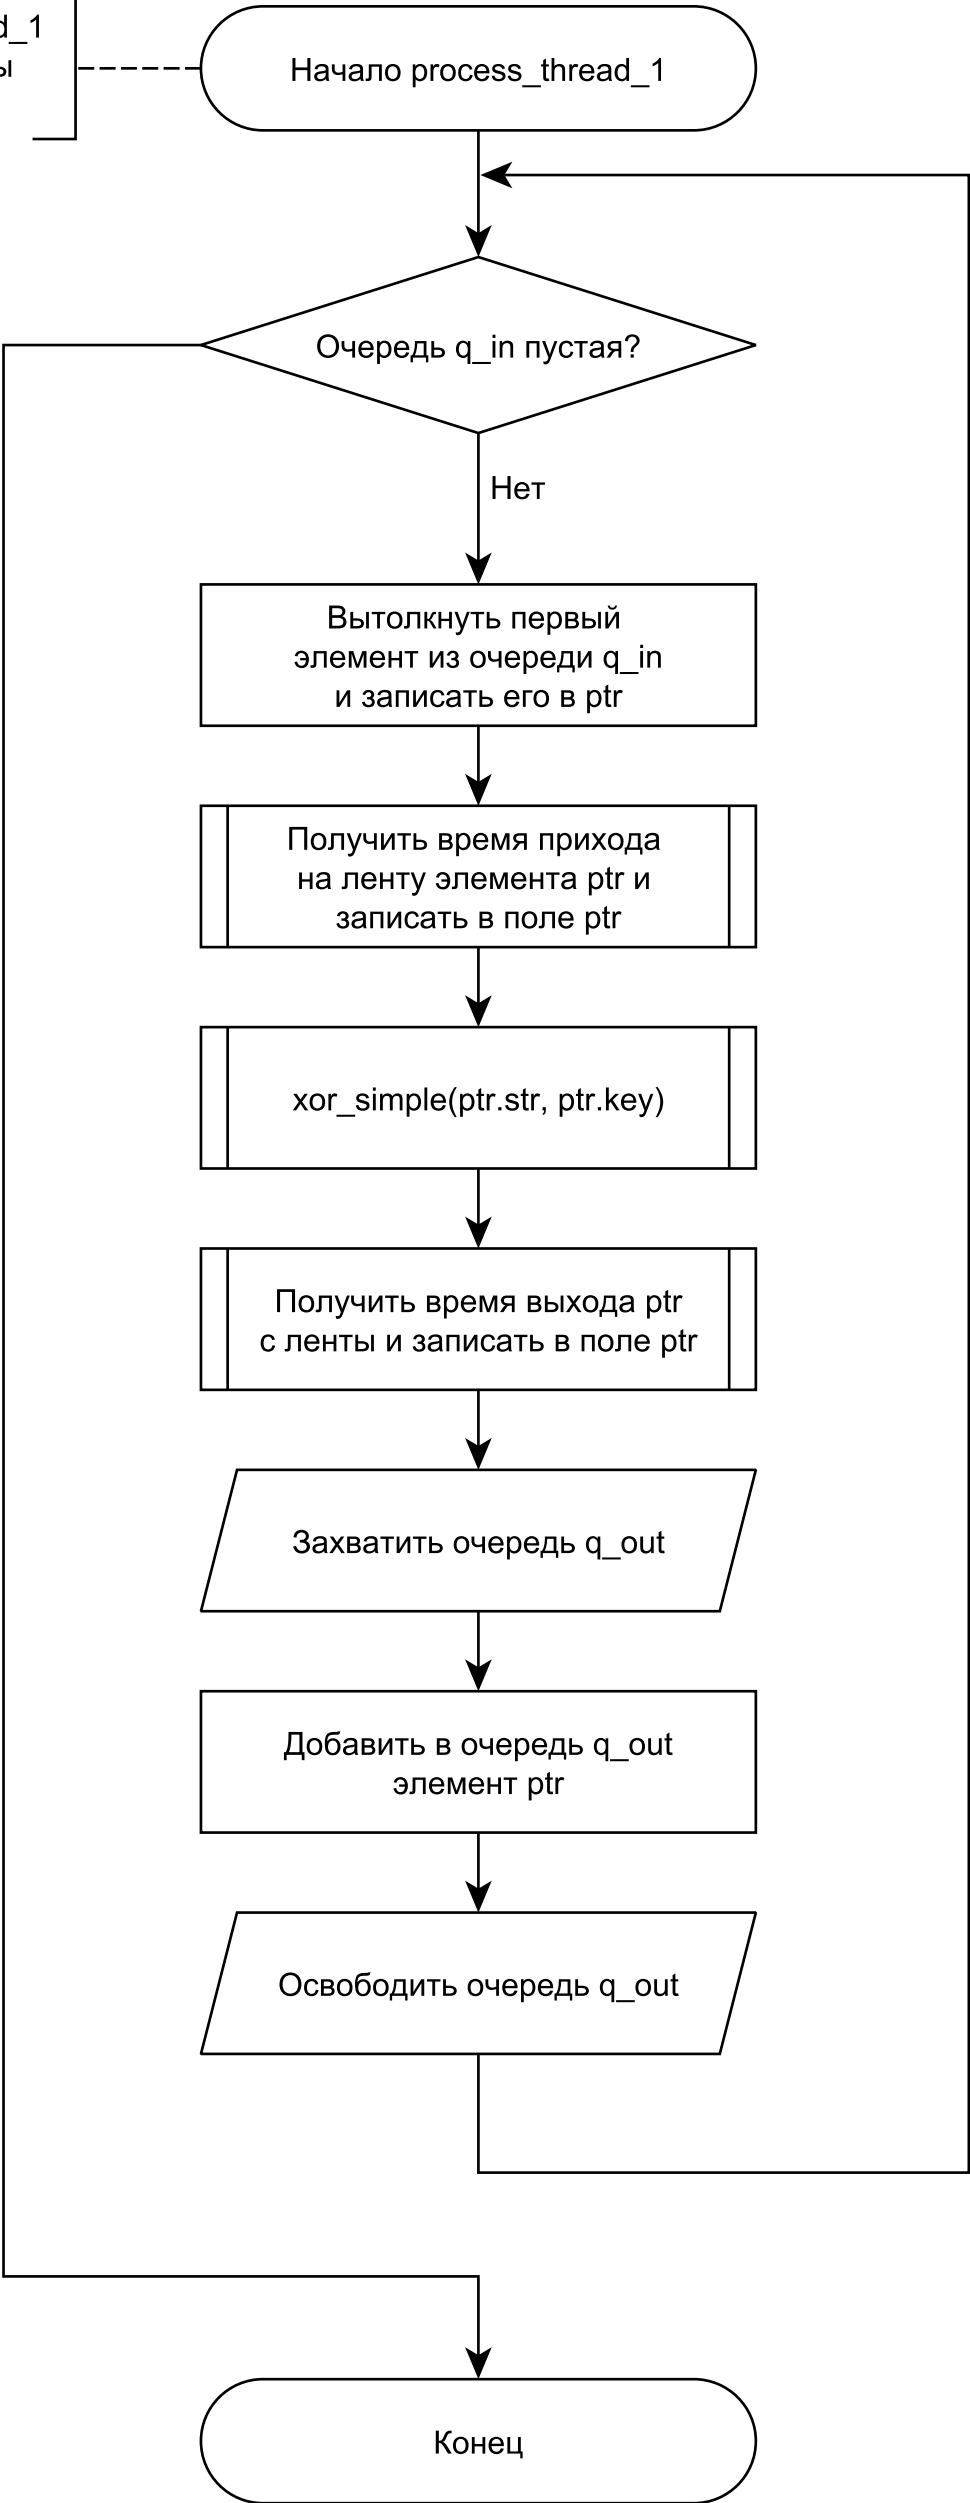 Начало process_thread_1
Очередь q_in пустая?
Нет
Вытолкнуть первый
элемент из очереди q_in
и записать его в ptr
Получить время прихода
на ленту элемента ptr и
записать в поле ptr
xor_simple(ptr.str, ptr.key)
Получить время выхода ptr
с ленты и записать в поле ptr
Захватить очередь q_out
Добавить в очередь q_out
элемент ptr
Освободить очередь q_out
Конец